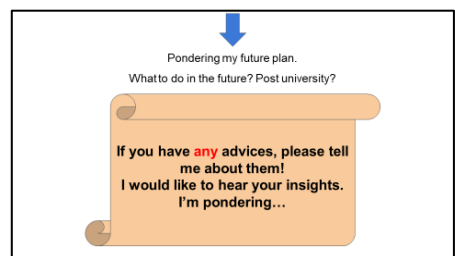 Pondering my future plan.
What to do in the future? Post university?
If you have any advices, please tell
me about them!
I would like to hear your insights.
I'm pondering…